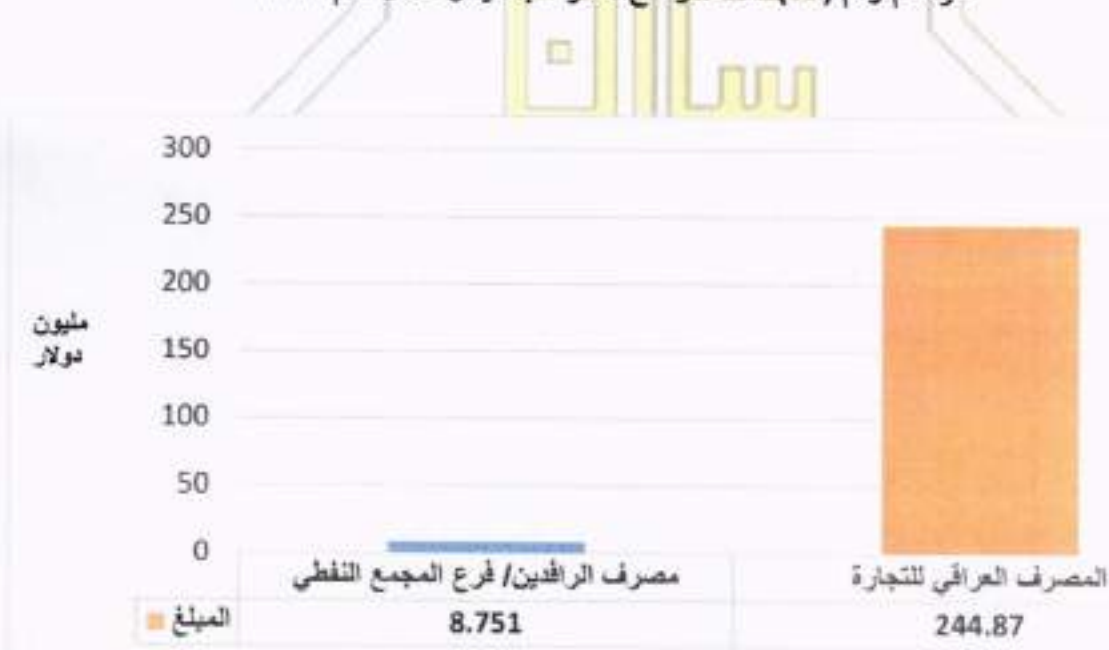 300
250
200
150
100
50
0
مليون
دولار
مصرف الرافدين/ فرع المجمع النفطي
المصرف العراقي للتجارة
المبلغ
8.751
244.87